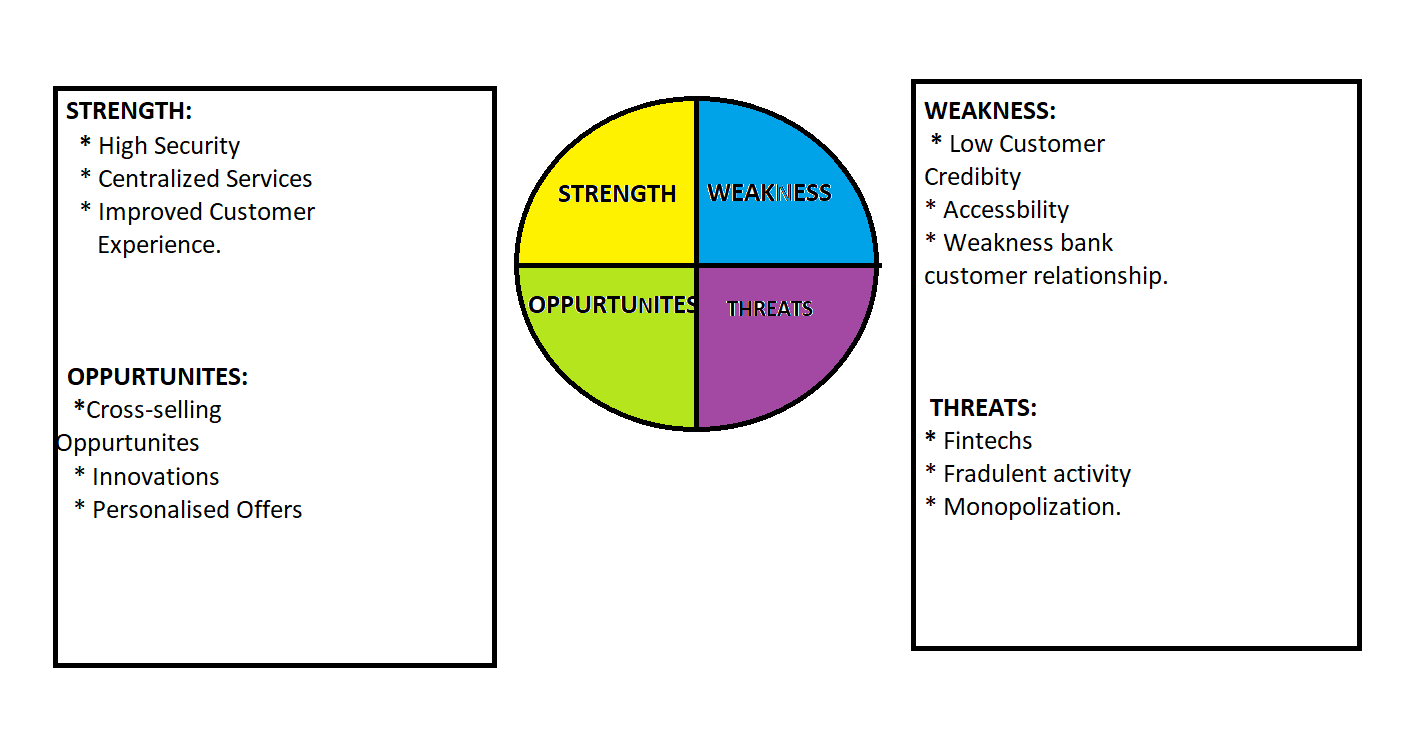 STRENGTH:
* High Security
* Centralized Services
* Improved Customer
Experience.
OPPURTUNITES:
*Cross-selling
Oppurtunites
* Innovations
* Personalised Offers
STRENGTH
WEAKNESS
OPPURTUNITES
THREATS
WEAKNESS:
* Low Customer
Credibity
* Accessbility
* Weakness bank
customer relationship.
THREATS:
* Fintechs
* Fradulent activity
* Monopolization.